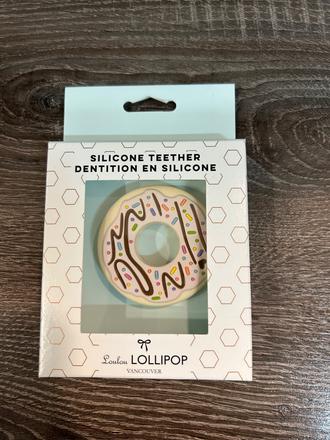 SILICONE TEETHER
DENTITION EN SILICONE
Loulou LOLLIPOP
VANCOUVER